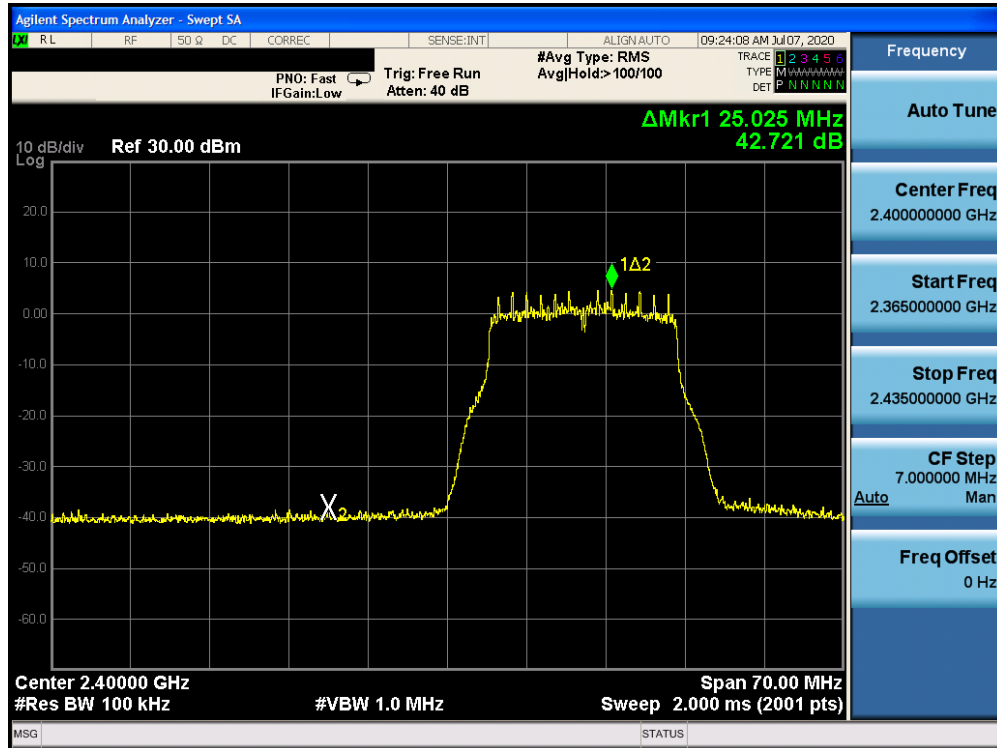 Agilent Spectrum Analyzer - Swept SA
LXI RL RF 50 Ω DC CORREC SENSE:INT ALIGN AUTO 09:24:08 AM Jul 07, 2020
PNO: Fast
IFGain:Low
Trig: Free Run
Atten: 40 dB
#Avg Type: RMS
Avg|Hold:> 100/100
TRACE 1 2 3 4 5 6
TYPE M
DET P N N N N N
ΔMkr1 25.025 MHz
42.721 dB
10 dB/div Ref 30.00 dBm
Log
20.0
10.0
0.00
-10.0
-20.0
-30.0
-40.0
-50.0
-60.0
1Δ2
X2
Center 2.40000 GHz Span 70.00 MHz
#Res BW 100 kHz #VBW 1.0 MHz Sweep 2.000 ms (2001 pts)
MSG STATUS
Frequency
Auto Tune
Center Freq
2.400000000 GHz
Start Freq
2.365000000 GHz
Stop Freq
2.435000000 GHz
CF Step
7.000000 MHz
Auto Man
Freq Offset
0 Hz